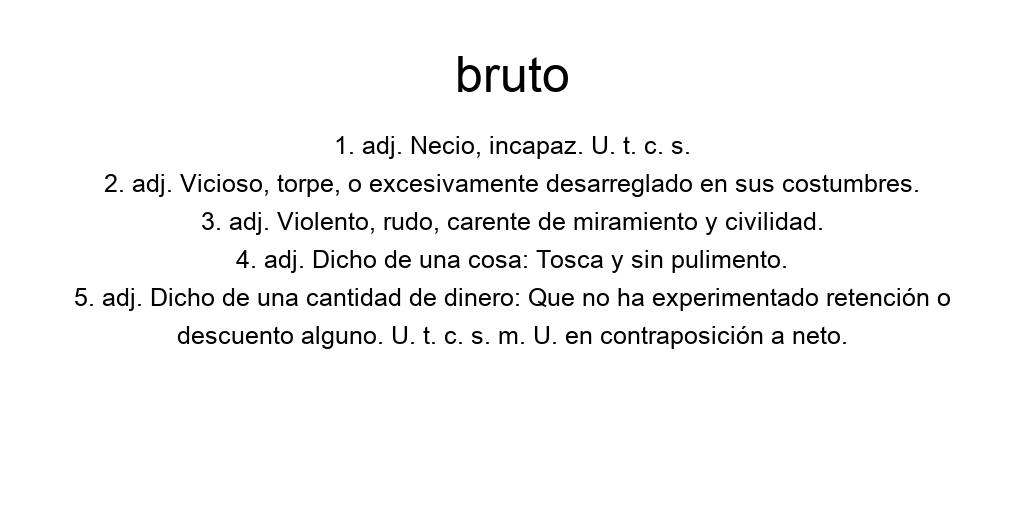 bruto
1. adj. Necio, incapaz. U. t. c. s.
2. adj. Vicioso, torpe, o excesivamente desarreglado en sus costumbres.
3. adj. Violento, rudo, carente de miramiento y civilidad.
4. adj. Dicho de una cosa: Tosca y sin pulimento.
5. adj. Dicho de una cantidad de dinero: Que no ha experimentado retención o
descuento alguno. U. t. c. s. m. U. en contraposición a neto.